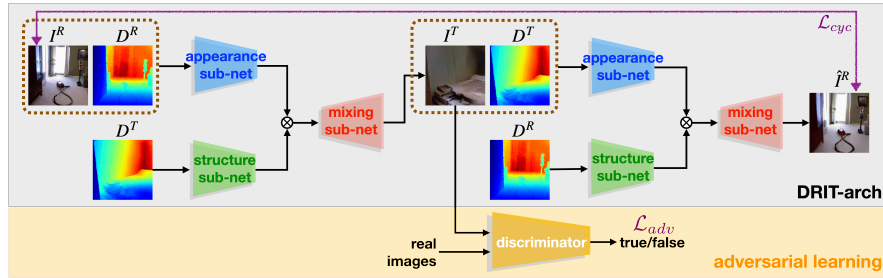 𝓛_cyc
I^R
D^R
appearance
sub-net
I^T
D^T
appearance
sub-net
Î^R
mixing
sub-net
mixing
sub-net
D^T
structure
sub-net
D^R
structure
sub-net
DRIT-arch
𝓛_adv
real
images
discriminator
true/false
adversarial learning